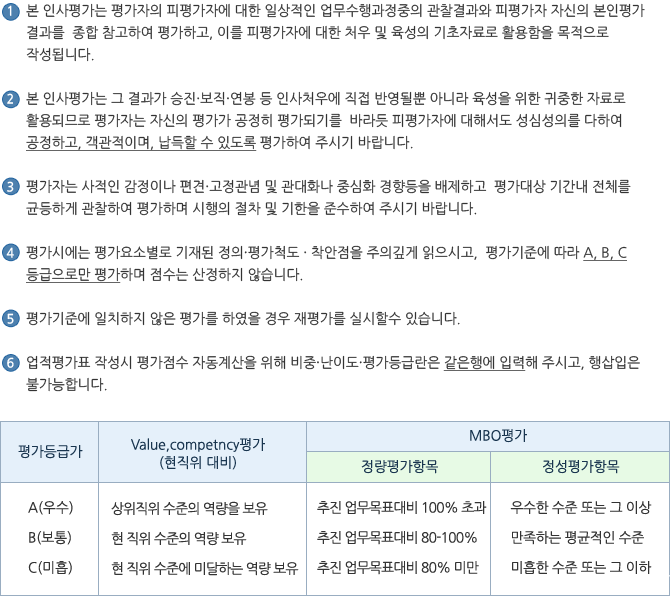 1 본 인사평가는 평가자의 피평가자에 대한 일상적인 업무수행과정중의 관찰결과와 피평가자 자신의 본인평가
결과를 종합 참고하여 평가하고, 이를 피평가자에 대한 처우 및 육성의 기초자료로 활용함을 목적으로
작성됩니다.
2 본 인사평가는 그 결과가 승진·보직·연봉 등 인사처우에 직접 반영될뿐 아니라 육성을 위한 귀중한 자료로
활용되므로 평가자는 자신의 평가가 공정히 평가되기를 바라듯 피평가자에 대해서도 성심성의를 다하여
공정하고, 객관적이며, 납득할 수 있도록 평가하여 주시기 바랍니다.
3 평가자는 사적인 감정이나 편견·고정관념 및 관대화나 중심화 경향등을 배제하고 평가대상 기간내 전체를
균등하게 관찰하여 평가하며 시행의 절차 및 기한을 준수하여 주시기 바랍니다.
4 평가시에는 평가요소별로 기재된 정의·평가척도 · 착안점을 주의깊게 읽으시고, 평가기준에 따라 A, B, C
등급으로만 평가하며 점수는 산정하지 않습니다.
5 평가기준에 일치하지 않은 평가를 하였을 경우 재평가를 실시할수 있습니다.
6 업적평가표 작성시 평가점수 자동계산을 위해 비중·난이도·평가등급란은 같은행에 입력해 주시고, 행삽입은
불가능합니다.
평가등급가 Value,competncy평가 MBO평가
(현직위 대비) 정량평가항목 정성평가항목
A(우수) 상위직위 수준의 역량을 보유 추진 업무목표대비 100% 초과 우수한 수준 또는 그 이상
B(보통) 현 직위 수준의 역량 보유 추진 업무목표대비 80-100% 만족하는 평균적인 수준
C(미흡) 현 직위 수준에 미달하는 역량 보유 추진 업무목표대비 80% 미만 미흡한 수준 또는 그 이하